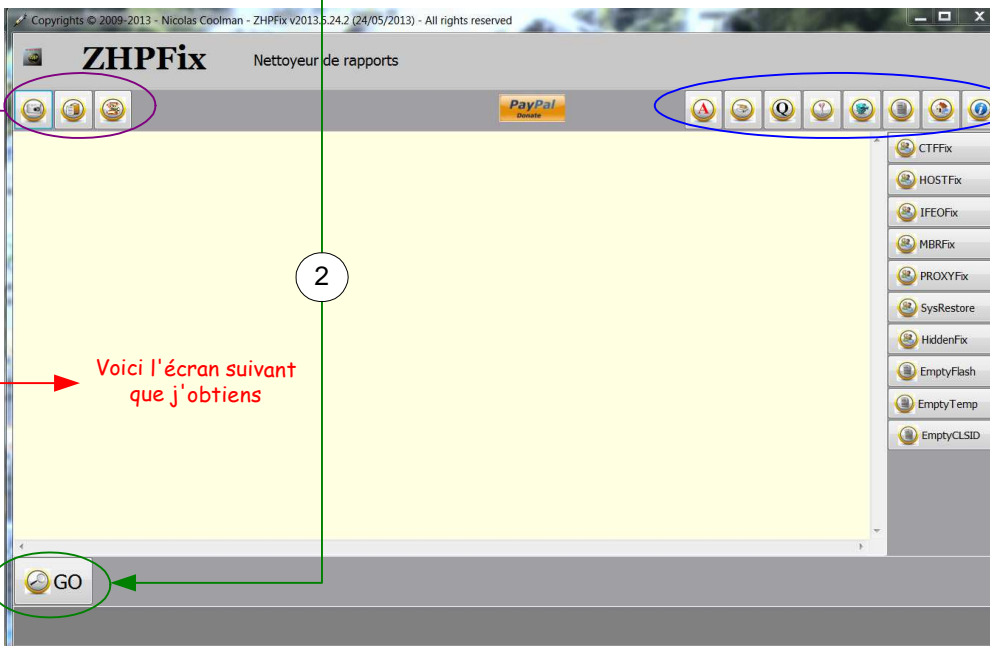 Copyrights © 2009-2013 - Nicolas Coolman - ZHPFix v2013.5.24.2 (24/05/2013) - All rights reserved
ZHPFix
Nettoyeur de rapports
PayPal
Donate
A
Q
CTFFix
HOSTFix
IFEOFix
MBRFix
PROXYFix
SysRestore
HiddenFix
EmptyFlash
EmptyTemp
EmptyCLSID
2
Voici l'écran suivant
que j'obtiens
GO